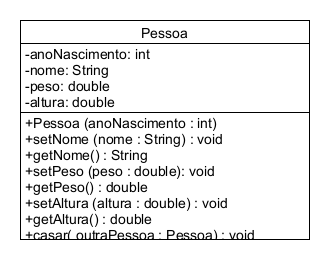 Pessoa
-anoNascimento: int
-nome: String
-peso: double
-altura: double
+Pessoa (anoNascimento : int)
+setNome (nome : String) : void
+getNome() : String
+setPeso (peso : double): void
+getPeso() : double
+setAltura (altura : double) : void
+getAltura() : double
+casar( outraPessoa : Pessoa) : void